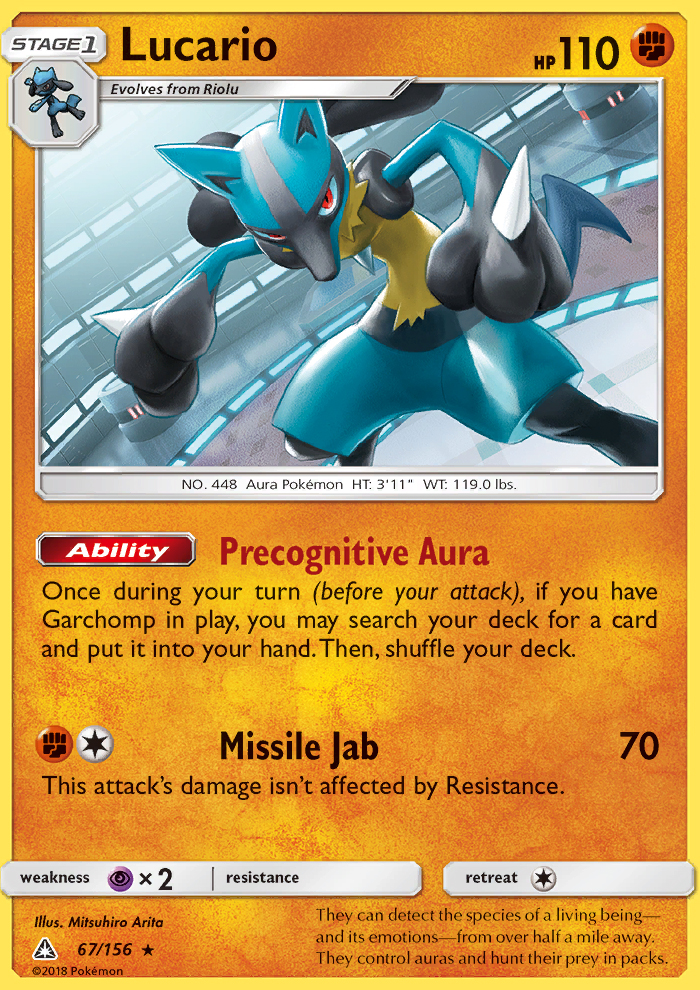 STAGE1
Lucario
HP110
Evolves from Riolu
NO. 448 Aura Pokémon HT: 3'11" WT: 119.0 lbs.
Ability Precognitive Aura
Once during your turn (before your attack), if you have
Garchomp in play, you may search your deck for a card
and put it into your hand. Then, shuffle your deck.
Missile Jab 70
This attack's damage isn't affected by Resistance.
weakness ×2 resistance retreat
Illus. Mitsuhiro Arita
67/156 ★
©2018 Pokémon
They can detect the species of a living being—
and its emotions—from over half a mile away.
They control auras and hunt their prey in packs.